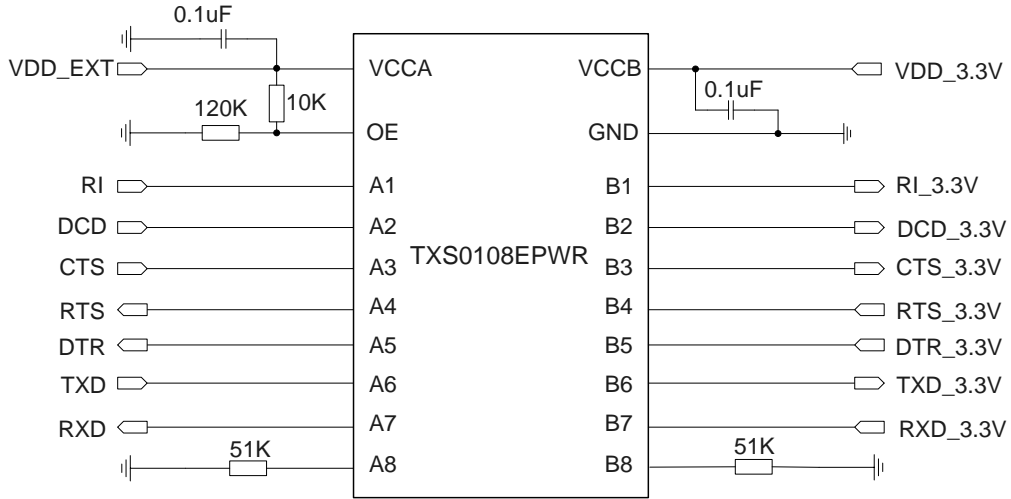 0.1uF
VDD_EXT VCCA VCCB VDD_3.3V
0.1uF
120K 10K
OE GND
RI A1 B1 RI_3.3V
DCD A2 B2 DCD_3.3V
TXS0108EPWR
CTS A3 B3 CTS_3.3V
RTS A4 B4 RTS_3.3V
DTR A5 B5 DTR_3.3V
TXD A6 B6 TXD_3.3V
RXD A7 B7 RXD_3.3V
51K 51K
A8 B8